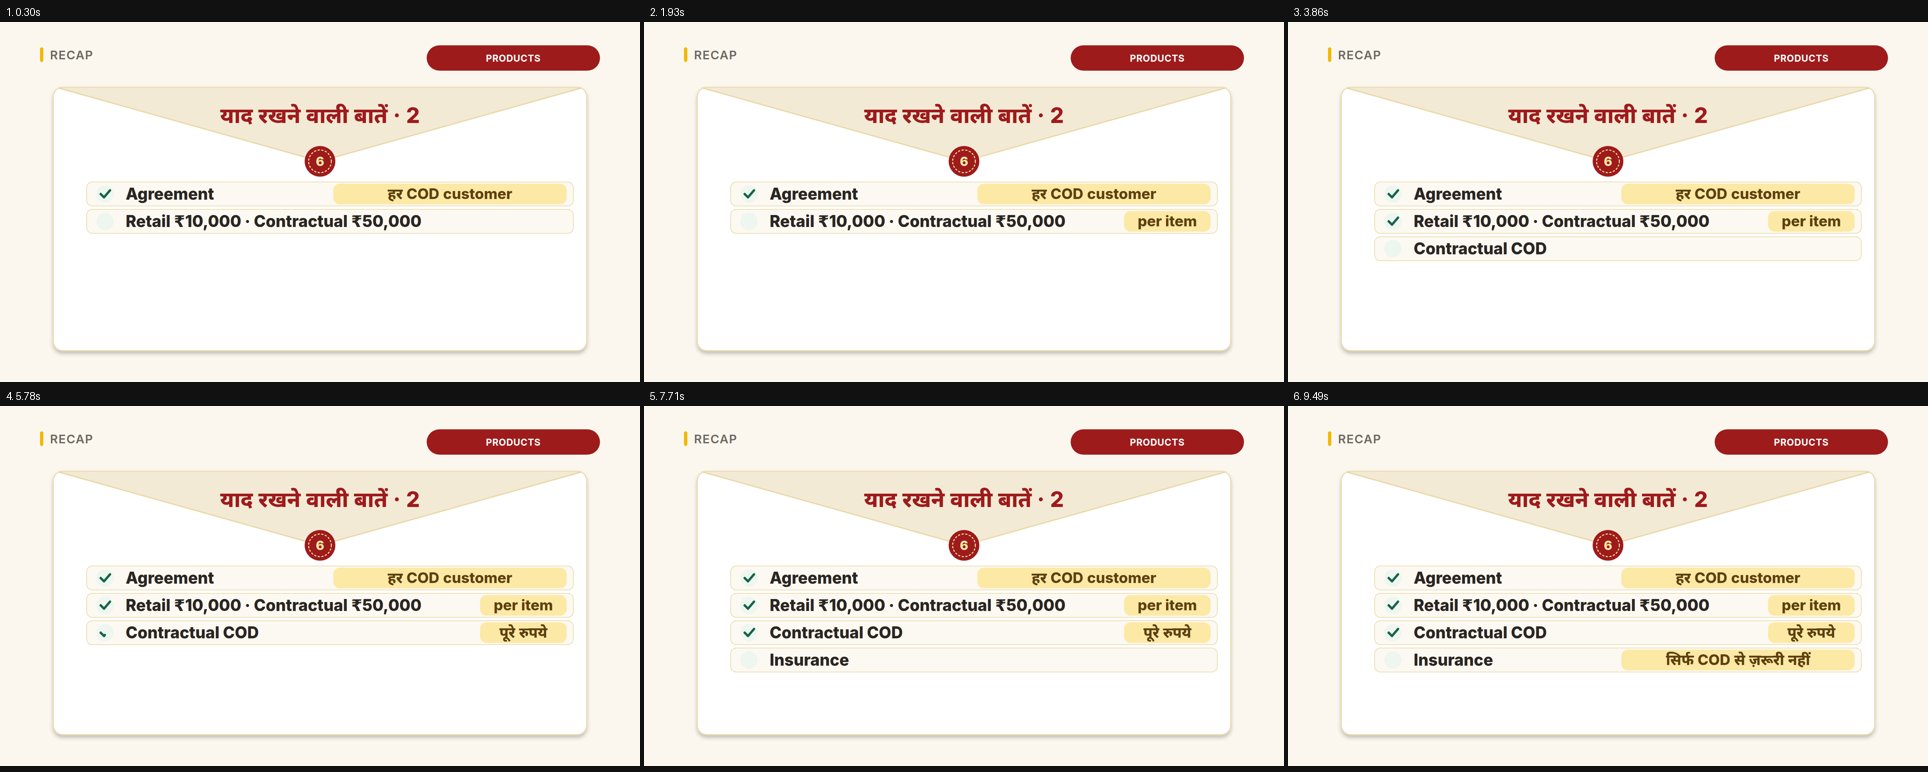 1. 0.30s
RECAP
PRODUCTS
याद रखने वाली बातें · 2
6
Agreement हर COD customer
Retail ₹10,000 · Contractual ₹50,000
2. 1.93s
RECAP
PRODUCTS
याद रखने वाली बातें · 2
6
Agreement हर COD customer
Retail ₹10,000 · Contractual ₹50,000 per item
3. 3.86s
RECAP
PRODUCTS
याद रखने वाली बातें · 2
6
Agreement हर COD customer
Retail ₹10,000 · Contractual ₹50,000 per item
Contractual COD
4. 5.78s
RECAP
PRODUCTS
याद रखने वाली बातें · 2
6
Agreement हर COD customer
Retail ₹10,000 · Contractual ₹50,000 per item
Contractual COD पूरे रुपये
5. 7.71s
RECAP
PRODUCTS
याद रखने वाली बातें · 2
6
Agreement हर COD customer
Retail ₹10,000 · Contractual ₹50,000 per item
Contractual COD पूरे रुपये
Insurance
6. 9.49s
RECAP
PRODUCTS
याद रखने वाली बातें · 2
6
Agreement हर COD customer
Retail ₹10,000 · Contractual ₹50,000 per item
Contractual COD पूरे रुपये
Insurance सिर्फ COD से ज़रूरी नहीं